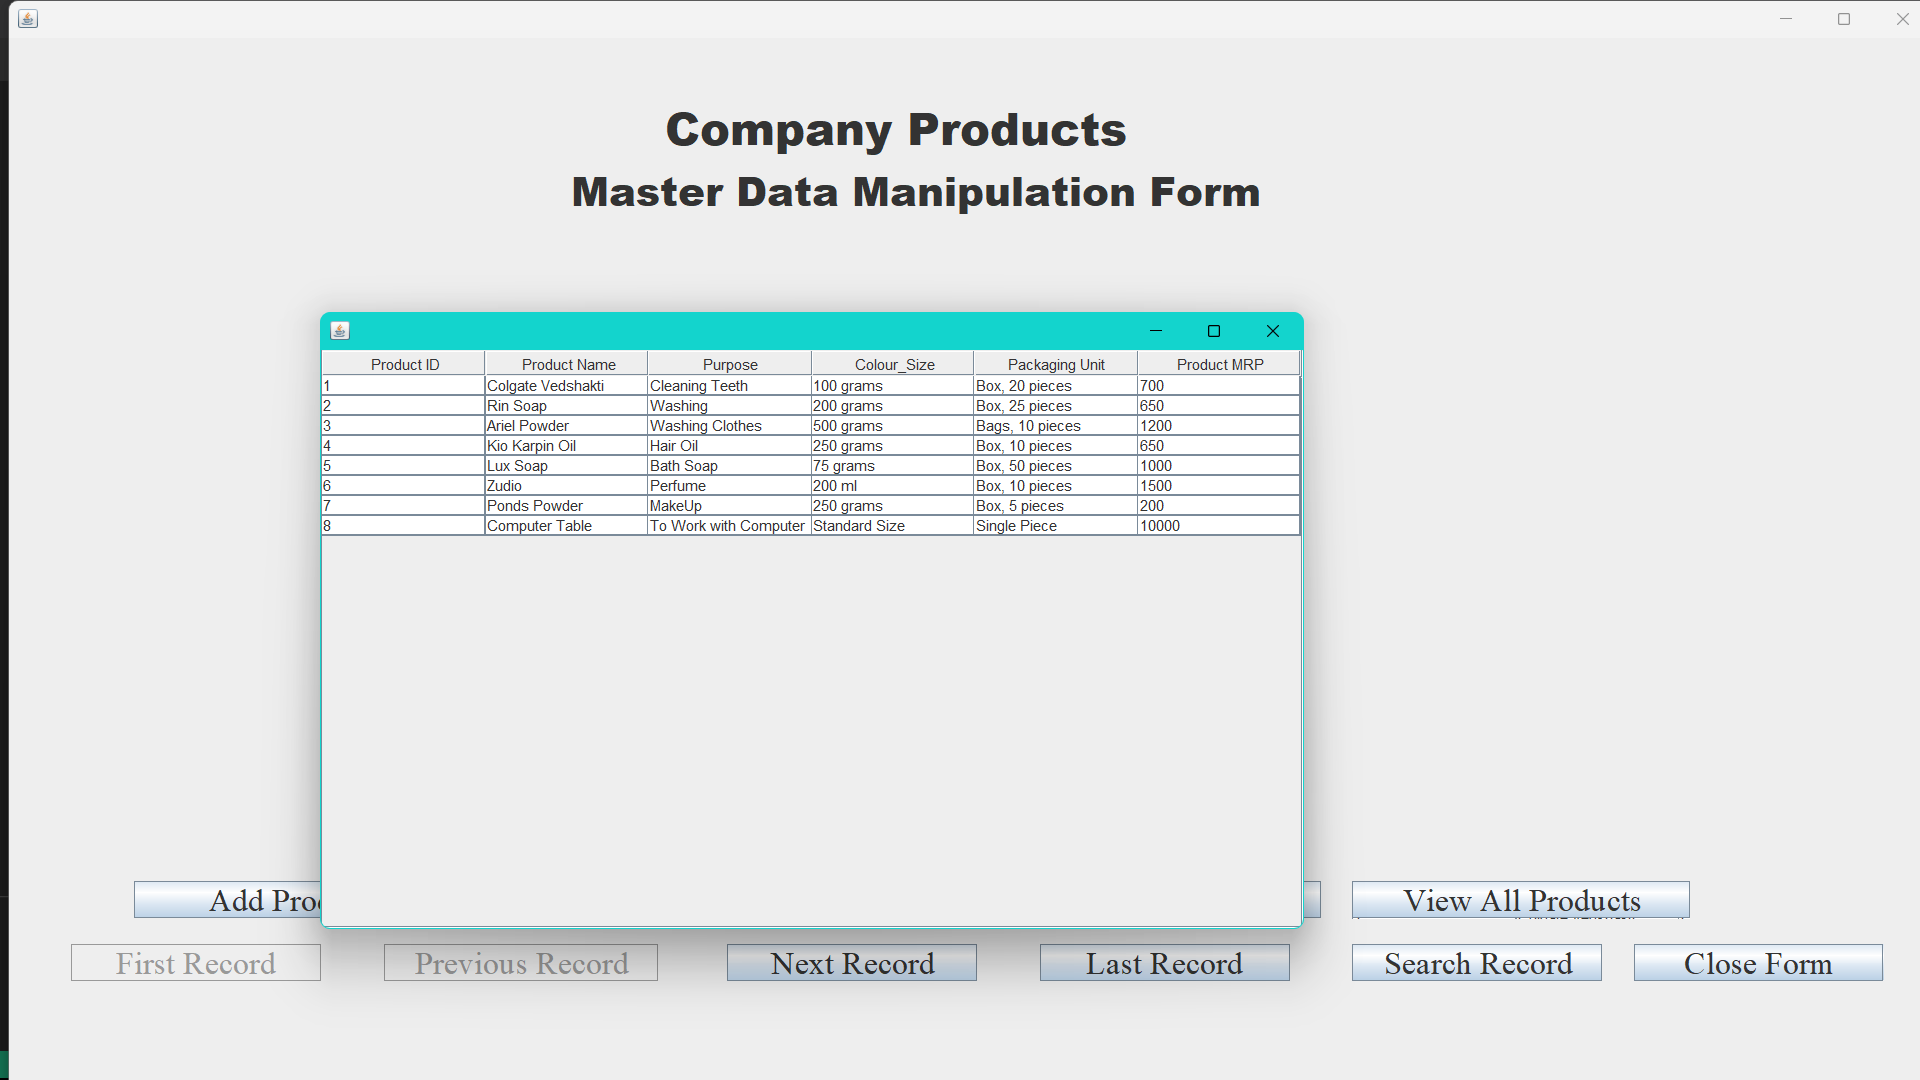 Company Products
Master Data Manipulation Form
Product ID Product Name Purpose Colour_Size Packaging Unit Product MRP
1 Colgate Vedshakti Cleaning Teeth 100 grams Box, 20 pieces 700
2 Rin Soap Washing 200 grams Box, 25 pieces 650
3 Ariel Powder Washing Clothes 500 grams Bags, 10 pieces 1200
4 Kio Karpin Oil Hair Oil 250 grams Box, 10 pieces 650
5 Lux Soap Bath Soap 75 grams Box, 50 pieces 1000
6 Zudio Perfume 200 ml Box, 10 pieces 1500
7 Ponds Powder MakeUp 250 grams Box, 5 pieces 200
8 Computer Table To Work with Computer Standard Size Single Piece 10000
Add View All Products
First Record Previous Record Next Record Last Record Search Record Close Form